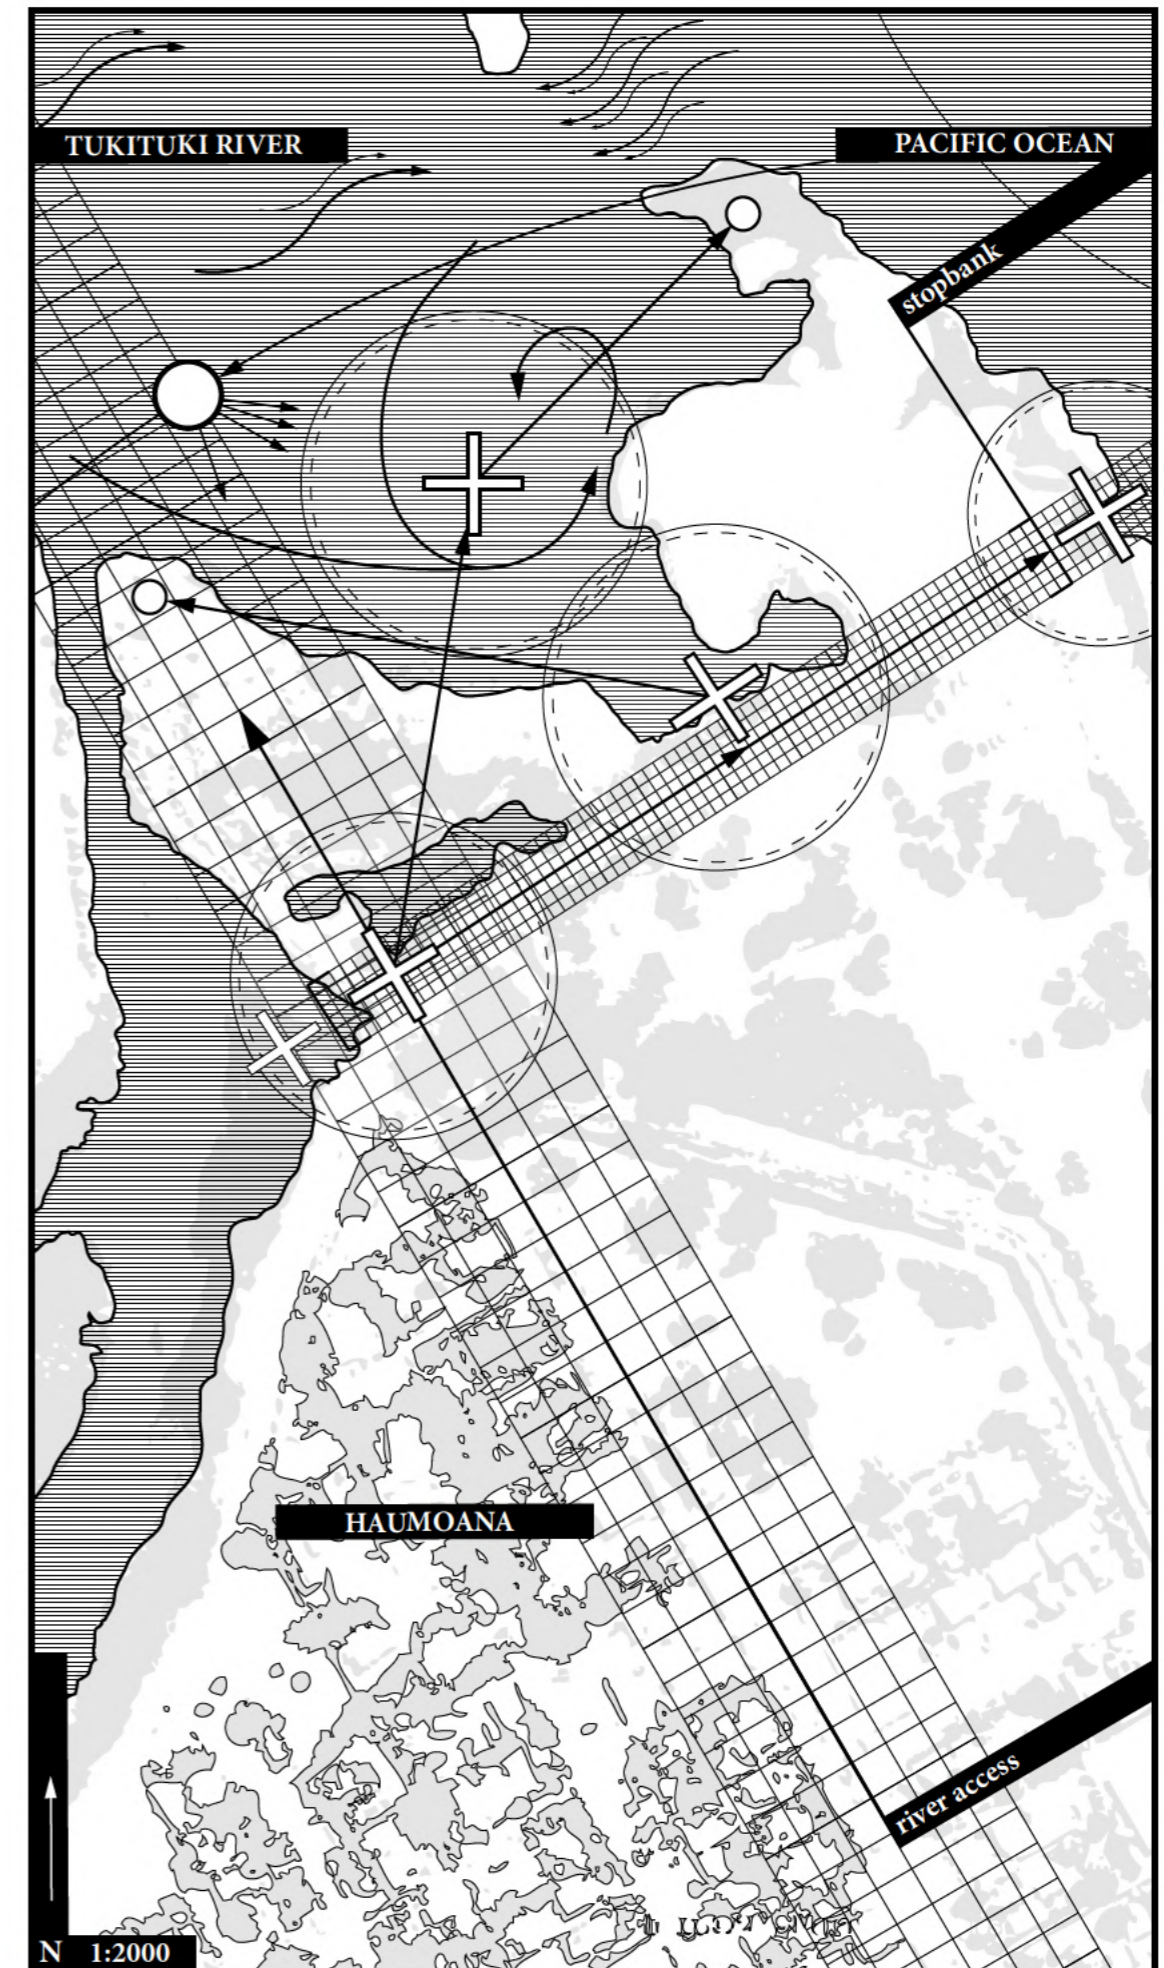 TUKITUKI RIVER
PACIFIC OCEAN
stopbank
HAUMOANA
river access
N 1:2000